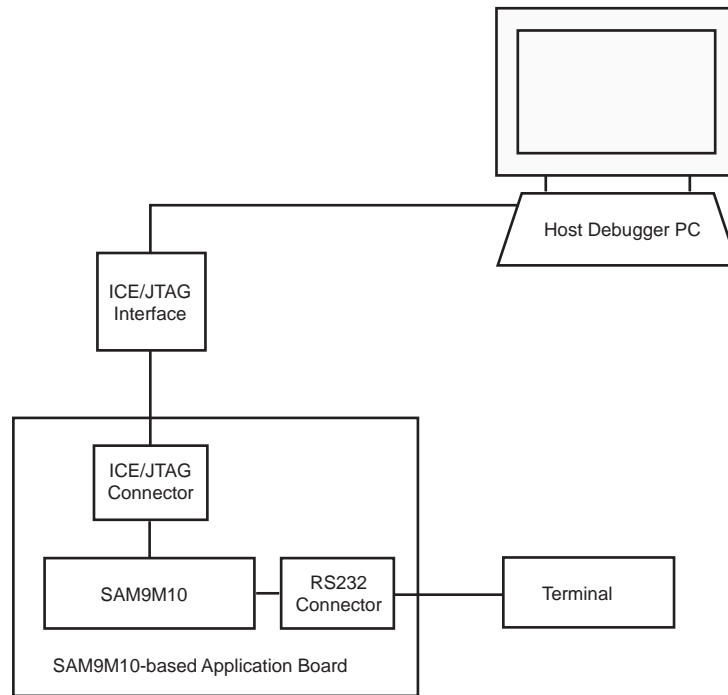 Host Debugger PC
ICE/JTAG
Interface
ICE/JTAG
Connector
SAM9M10
RS232
Connector
Terminal
SAM9M10-based Application Board